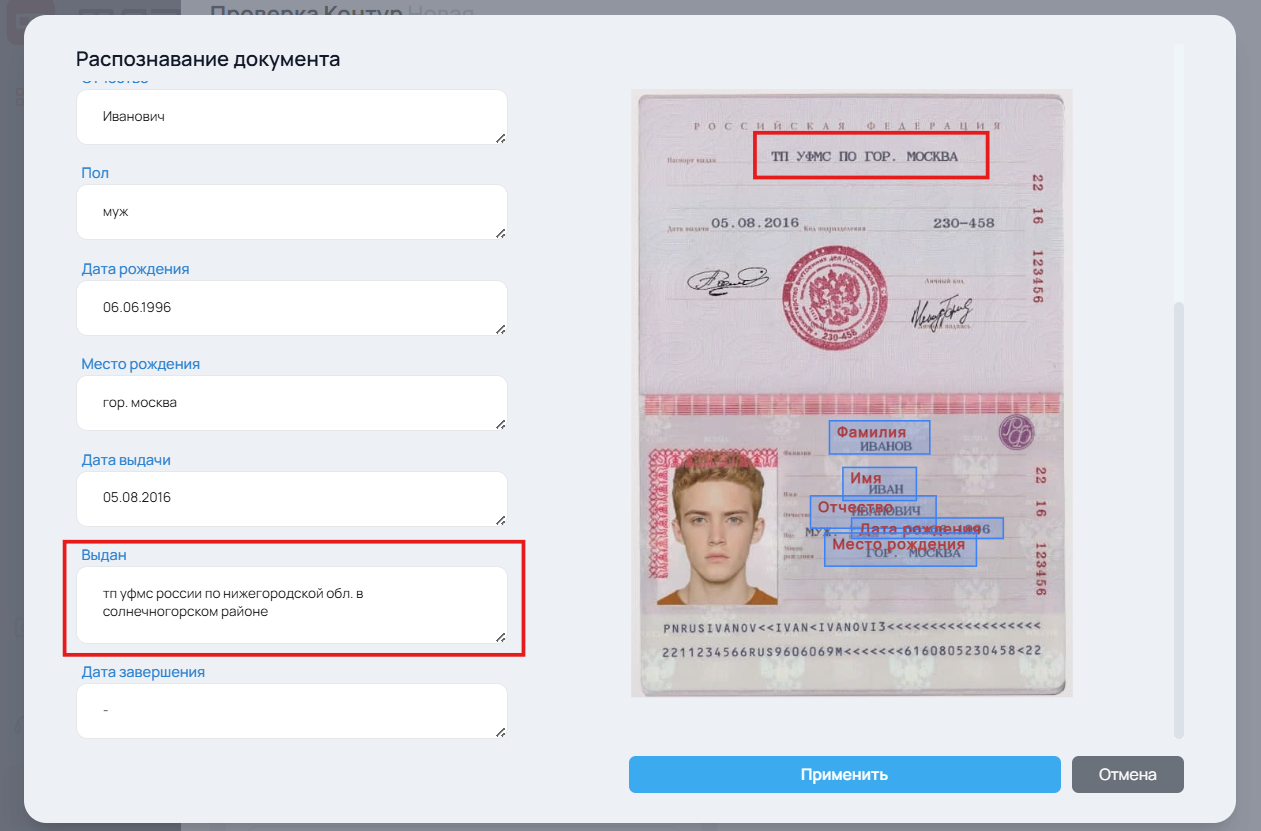 Проверка Контур Новая
Распознавание документа
Отчество
Иванович
Пол
муж
Дата рождения
06.06.1996
Место рождения
гор. москва
Дата выдачи
05.08.2016
Выдан
тп уфмс россии по нижегородской обл. в
солнечногорском районе
Дата завершения
-
РОССИЙСКАЯ ФЕДЕРАЦИЯ
Паспорт выдан
ТП УФМС ПО ГОР. МОСКВА
Дата выдачи 05.08.2016 Код подразделения 230-458
Личный код
Личная подпись
230-458
22 16 123456
Фамилия
ИВАНОВ
Имя
ИВАН
Отчество
ИВАНОВИЧ
МУЖ.
Дата рождения
Место рождения
ГОР. МОСКВА
22 16 123456
PNRUSIVANOV<<IVAN<IVANOVI3<<<<<<<<<<<<<<<<<<
2211234566RUS9606069M<<<<<<<6160805230458<22
Применить
Отмена